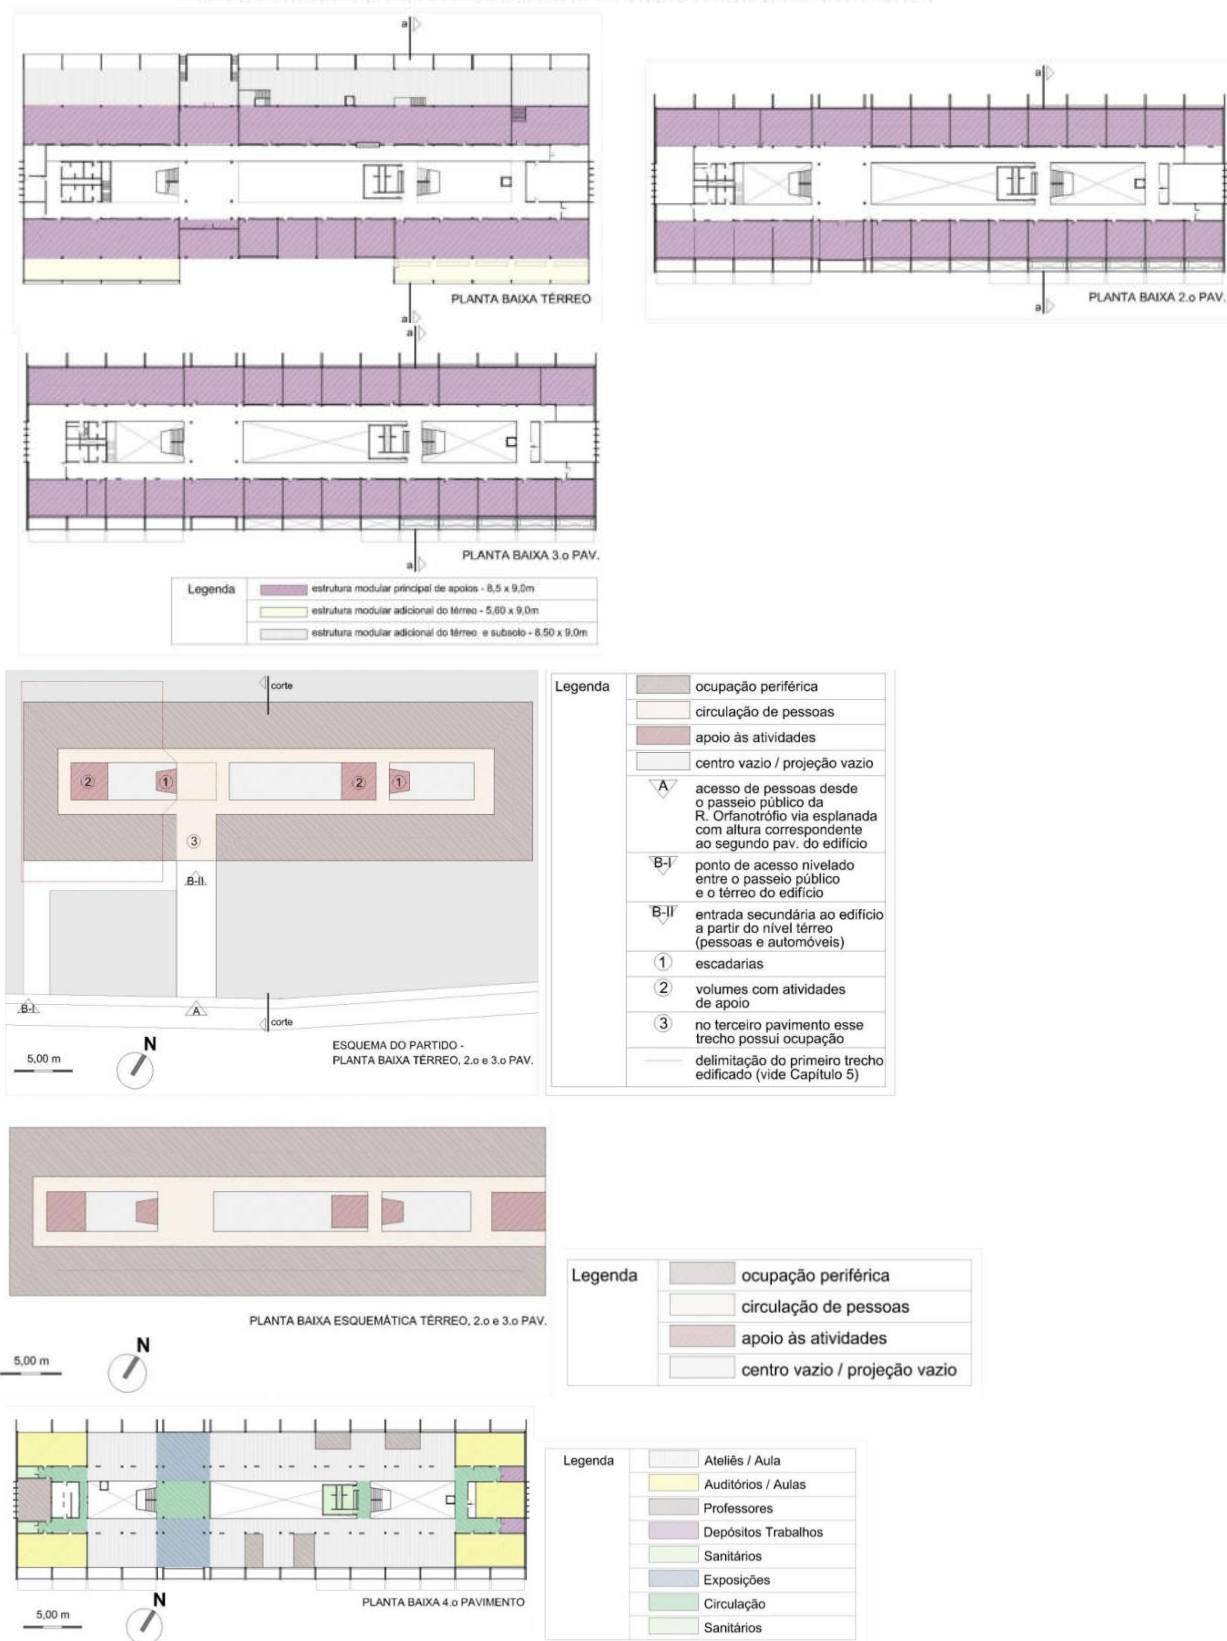 a
a
PLANTA BAIXA TÉRREO
a
a
PLANTA BAIXA 2.o PAV.
a
a
PLANTA BAIXA 3.o PAV.
a
Legenda
estrutura modular principal de apoios - 8,5 x 9,0m
estrutura modular adicional do térreo - 5,60 x 9,0m
estrutura modular adicional do térreo e subsolo - 8,50 x 9,0m
corte
2
1
2
1
3
B-II
B-I
A
corte
N
5,00 m
ESQUEMA DO PARTIDO -
PLANTA BAIXA TÉRREO, 2.o e 3.o PAV.
Legenda
ocupação periférica
circulação de pessoas
apoio às atividades
centro vazio / projeção vazio
A
acesso de pessoas desde
o passeio público da
R. Orfanotrófio via esplanada
com altura correspondente
ao segundo pav. do edifício
B-I
ponto de acesso nivelado
entre o passeio público
e o térreo do edifício
B-II
entrada secundária ao edifício
a partir do nível térreo
(pessoas e automóveis)
1
escadarias
2
volumes com atividades
de apoio
3
no terceiro pavimento esse
trecho possui ocupação
delimitação do primeiro trecho
edificado (vide Capítulo 5)
PLANTA BAIXA ESQUEMÁTICA TÉRREO, 2.o e 3.o PAV.
N
5,00 m
Legenda
ocupação periférica
circulação de pessoas
apoio às atividades
centro vazio / projeção vazio
PLANTA BAIXA 4.o PAVIMENTO
N
5,00 m
Legenda
Ateliês / Aula
Auditórios / Aulas
Professores
Depósitos Trabalhos
Sanitários
Exposições
Circulação
Sanitários